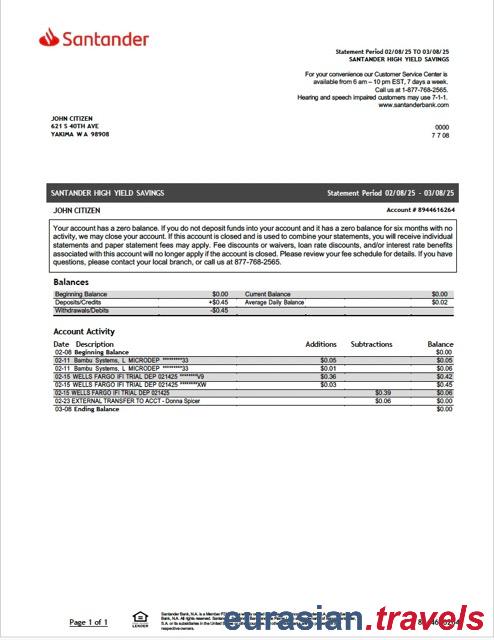 Santander
Statement Period 02/08/25 TO 03/08/25
SANTANDER HIGH YIELD SAVINGS
For your convenience our Customer Service Center is
available from 6 am - 10 pm EST, 7 days a week.
Call us at 1-877-768-2565.
Hearing and speech impaired customers may use 7-1-1.
www.santanderbank.com
JOHN CITIZEN
621 S 40TH AVE
YAKIMA WA 98908
0000
7 7 08
SANTANDER HIGH YIELD SAVINGS Statement Period 02/08/25 - 03/08/25
JOHN CITIZEN Account # 8944616264
Your account has a zero balance. If you do not deposit funds into your account and it has a zero balance for six months with no
activity, we may close your account. If this account is closed and is used to combine your statements, you will receive individual
statements and paper statement fees may apply. Fee discounts or waivers, loan rate discounts, and/or interest rate benefits
associated with this account will no longer apply if the account is closed. Please review your fee schedule for details. If you have
questions, please contact your local branch, or call us at 877-768-2565.
Balances
Beginning Balance $0.00 Current Balance $0.00
Deposits/Credits +$0.45 Average Daily Balance $0.02
Withdrawals/Debits -$0.45
Account Activity
Date Description Additions Subtractions Balance
02-08 Beginning Balance $0.00
02-11 Bambu Systems, L MICRODEP *********33 $0.05 $0.05
02-11 Bambu Systems, L MICRODEP *********33 $0.01 $0.06
02-15 WELLS FARGO IFI TRIAL DEP 021425 ********V9 $0.36 $0.42
02-15 WELLS FARGO IFI TRIAL DEP 021425 ********XW $0.03 $0.45
02-15 WELLS FARGO IFI TRIAL DEP 021425 $0.39 $0.06
02-23 EXTERNAL TRANSFER TO ACCT - Donna Spicer $0.06 $0.00
03-08 Ending Balance $0.00
Page 1 of 1
LENDER
Santander Bank, N.A. is a Member
respective owners.
eurasian.travels